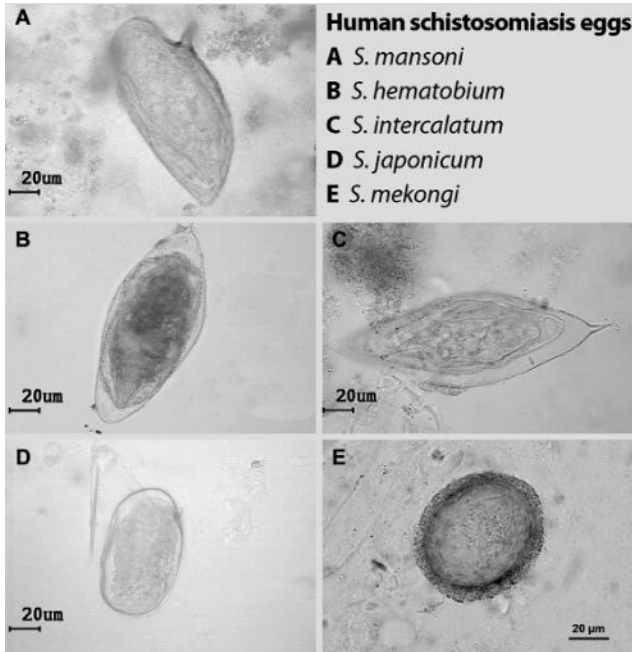 A
20um
Human schistosomiasis eggs
A S. mansoni
B S. hematobium
C S. intercalatum
D S. japonicum
E S. mekongi
B
20um
C
20um
D
20um
E
20 µm